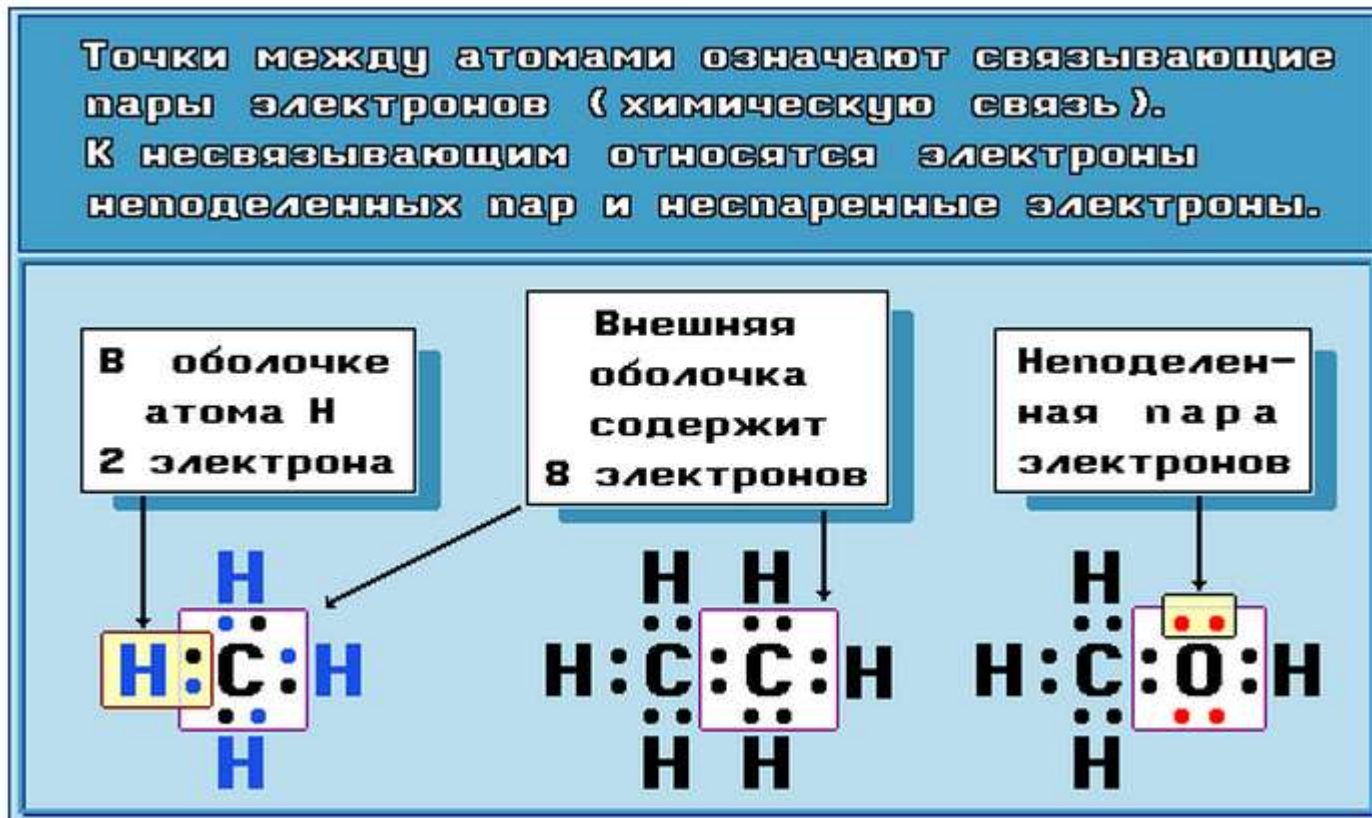 Точки между атомами означают связывающие
пары электронов (химическую связь).
К несвязывающим относятся электроны
неподеленных пар и неспаренные электроны.
В оболочке
атома Н
2 электрона
Внешняя
оболочка
содержит
8 электронов
Неподелен-
ная пара
электронов
H
H:C:H
H
H H
H:C:C:H
H H
H
H:C:O:H
H